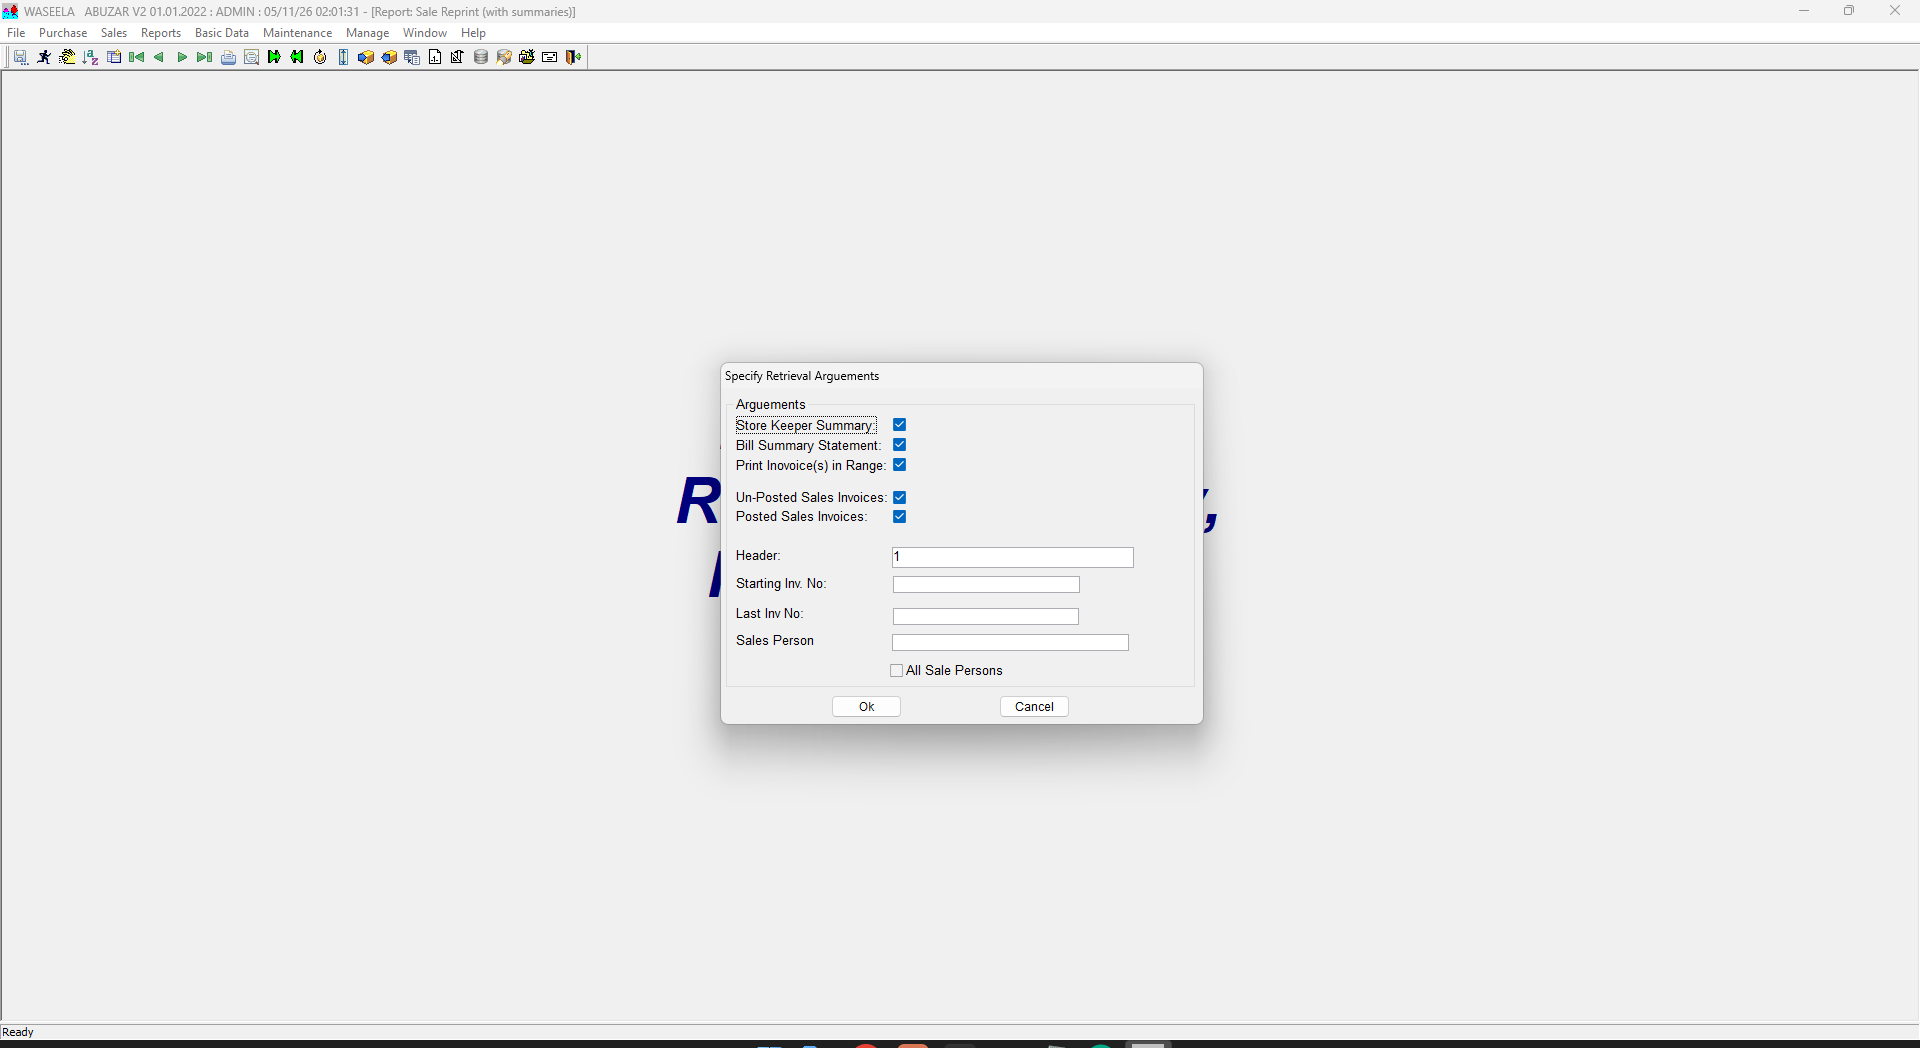 WASEELA   ABUZAR V2 01.01.2022 : ADMIN : 05/11/26 02:01:31 - [Report: Sale Reprint (with summaries)]
File Purchase Sales Reports Basic Data Maintenance Manage Window Help
Specify Retrieval Arguements
Arguements
Store Keeper Summary:
Bill Summary Statement:
Print Inovoice(s) in Range:
Un-Posted Sales Invoices:
Posted Sales Invoices:
Header: 1
Starting Inv. No:
Last Inv No:
Sales Person
All Sale Persons
Ok Cancel
Ready